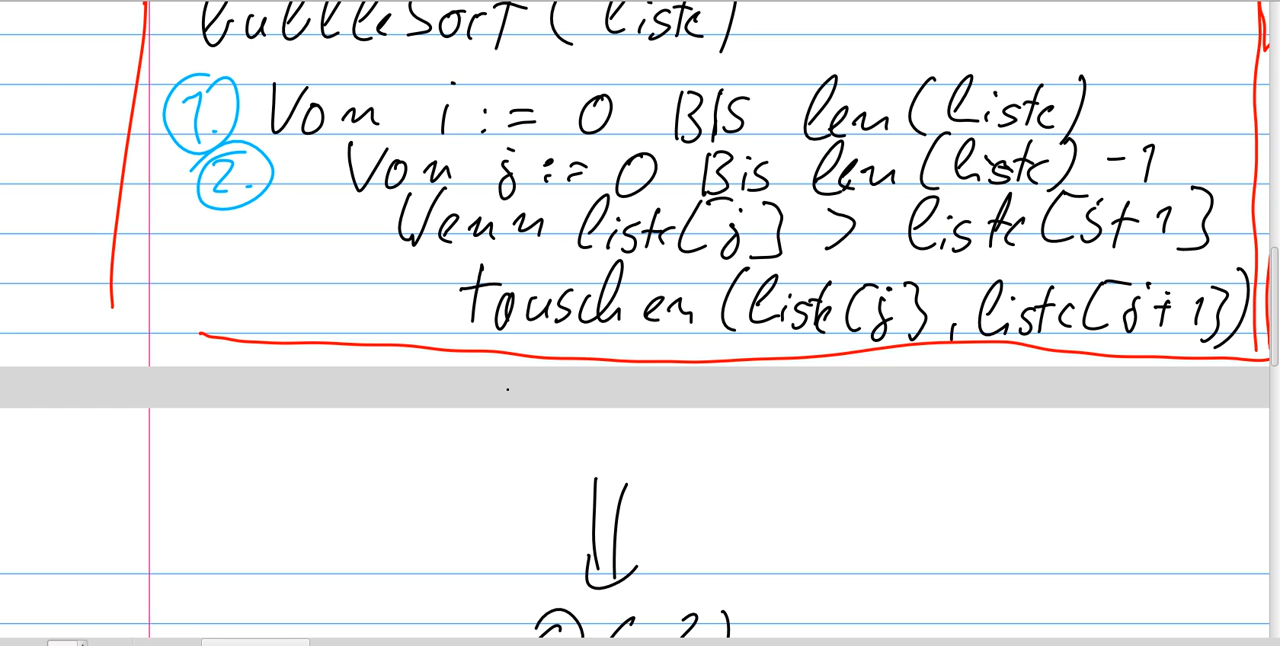 bubbleSort(liste)
1.) Von i := 0 BIS len(liste)
2. Von j := 0 Bis len(liste) - 1
Wenn liste[j] > liste[j+1]
tauschen(liste[j], liste[j+1])